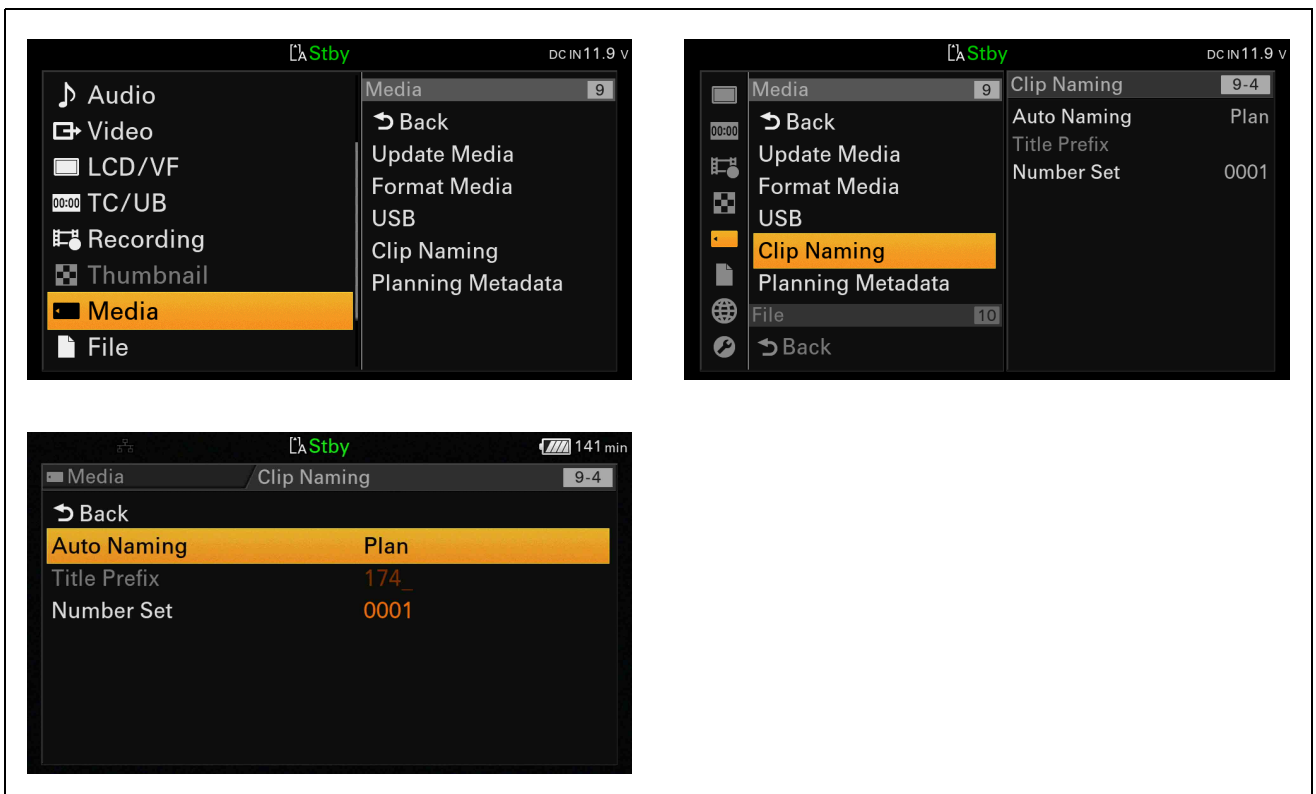 Stby DC IN 11.9 V
Audio
Video
LCD/VF
00:00 TC/UB
Recording
Thumbnail
Media
File
Media 9
Back
Update Media
Format Media
USB
Clip Naming
Planning Metadata
Stby DC IN 11.9 V
00:00
Media 9
Back
Update Media
Format Media
USB
Clip Naming
Planning Metadata
File 10
Back
Clip Naming 9-4
Auto Naming Plan
Title Prefix
Number Set 0001
Stby 141 min
Media Clip Naming 9-4
Back
Auto Naming Plan
Title Prefix 174_
Number Set 0001